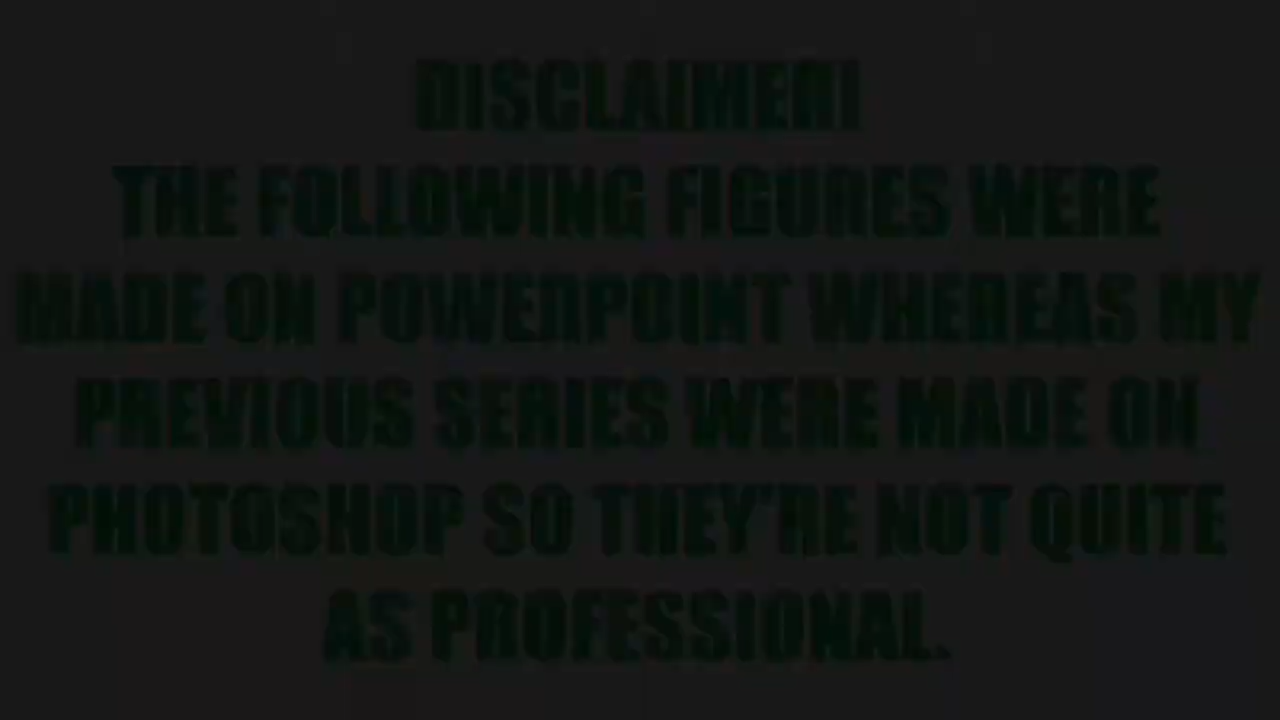 DISCLAIMER!
THE FOLLOWING FIGURES WERE
MADE ON POWERPOINT WHEREAS MY
PREVIOUS SERIES WERE MADE ON
PHOTOSHOP SO THEY'RE NOT QUITE
AS PROFESSIONAL.